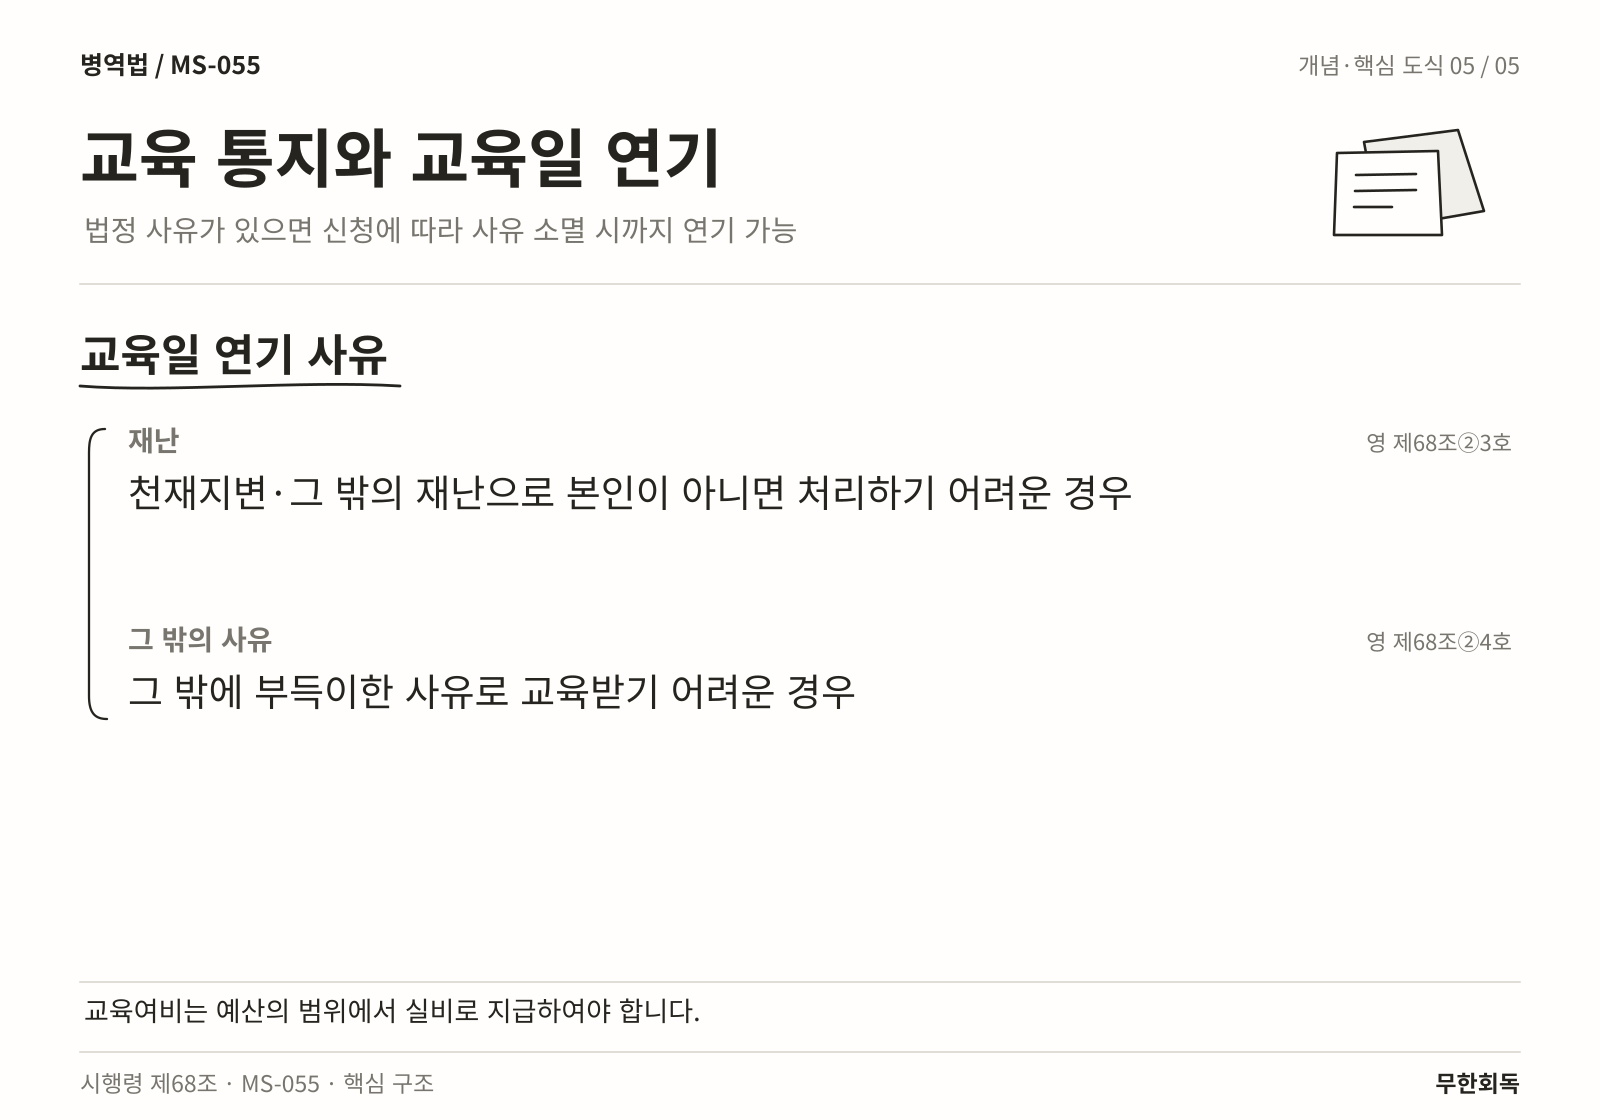 병역법 / MS-055
개념·핵심 도식 05 / 05
교육 통지와 교육일 연기
법정 사유가 있으면 신청에 따라 사유 소멸 시까지 연기 가능
교육일 연기 사유
재난
영 제68조②3호
천재지변·그 밖의 재난으로 본인이 아니면 처리하기 어려운 경우
그 밖의 사유
영 제68조②4호
그 밖에 부득이한 사유로 교육받기 어려운 경우
교육여비는 예산의 범위에서 실비로 지급하여야 합니다.
시행령 제68조 · MS-055 · 핵심 구조
무한회독